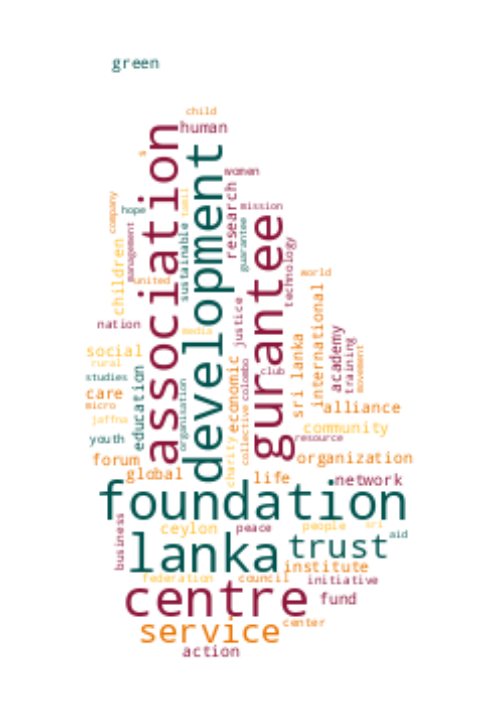 green
child
human
association
development
women
research
mission
company
hope
tamil
sustainable
management
guarantee
gurantee
children
technology
united
world
international
nation
media
justice
sri lanka
academy
training
movement
social
rural
studies
education
organisation
economic
colombo
collective
club
care
micro
jaffna
alliance
community
youth
resource
forum
global
charity
life
organization
network
foundation
business
ceylon
peace
people
sri
aid
lanka
trust
institute
federation
council
initiative
centre
fund
service
center
action